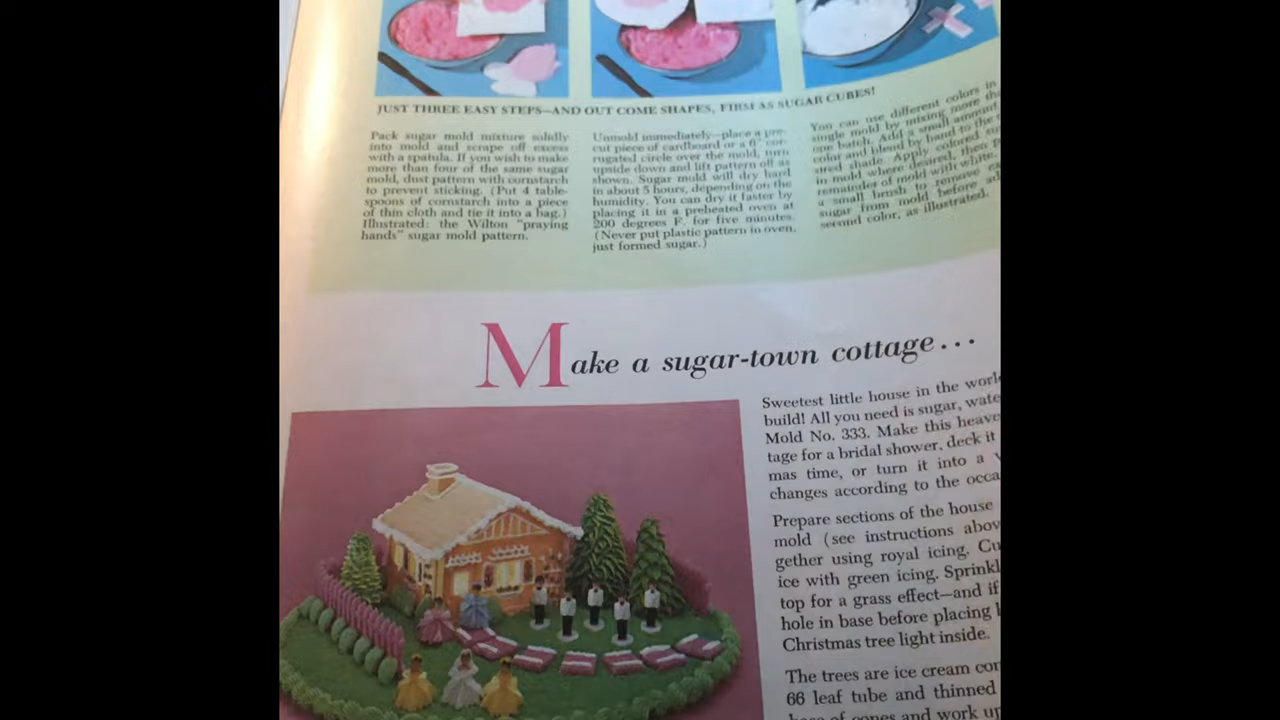 JUST THREE EASY STEPS—AND OUT COME SHAPES, FIRM AS SUGAR CUBES!
Pack sugar mold mixture solidly
into mold and scrape off excess
with a spatula. If you wish to make
more than four of the same sugar
mold, dust pattern with cornstarch
to prevent sticking. (Put 4 table-
spoons of cornstarch into a piece
of thin cloth and tie it into a bag.)
Illustrated: the Wilton "praying
hands" sugar mold pattern.
Unmold immediately—place a pre-
cut piece of cardboard or a 6" cor-
rugated circle over the mold, turn
upside down and lift pattern off as
shown. Sugar mold will dry hard
in about 5 hours, depending on the
humidity. You can dry it faster by
placing it in a preheated oven at
200 degrees F. for five minutes.
(Never put plastic pattern in oven,
just formed sugar.)
You can use different colors in
single mold by mixing more
one batch. Add a small amount
color and blend by hand to the
sired shade. Apply colored
in mold where desired, then
remainder of mold with white.
a small brush to remove
sugar from mold before
second color, as illustrated.
Make a sugar-town cottage...
Sweetest little house in the
build! All you need is sugar,
Mold No. 333. Make this
tage for a bridal shower, deck it
mas time, or turn it into a
changes according to the
Prepare sections of the house
mold (see instructions
gether using royal icing.
ice with green icing.
top for a grass effect—and if
hole in base before placing
Christmas tree light inside.
The trees are ice cream
66 leaf tube and thinned
base of cones and work up